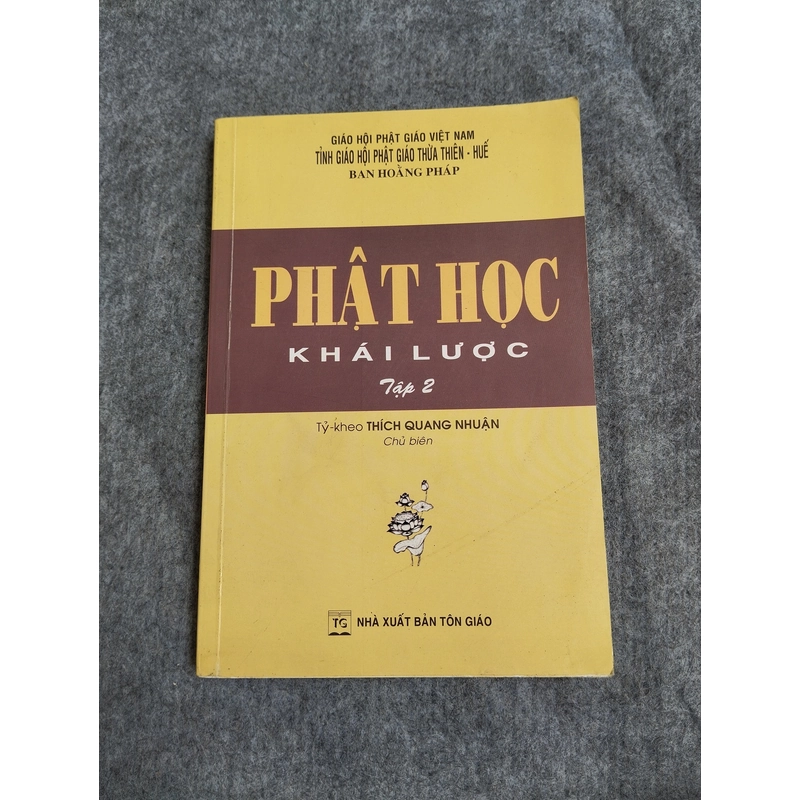 GIÁO HỘI PHẬT GIÁO VIỆT NAM
TỈNH GIÁO HỘI PHẬT GIÁO THỪA THIÊN - HUẾ
BAN HOẰNG PHÁP
PHẬT HỌC
KHÁI LƯỢC
Tập 2
Tỷ-kheo THÍCH QUANG NHUẬN
Chủ biên
TG NHÀ XUẤT BẢN TÔN GIÁO